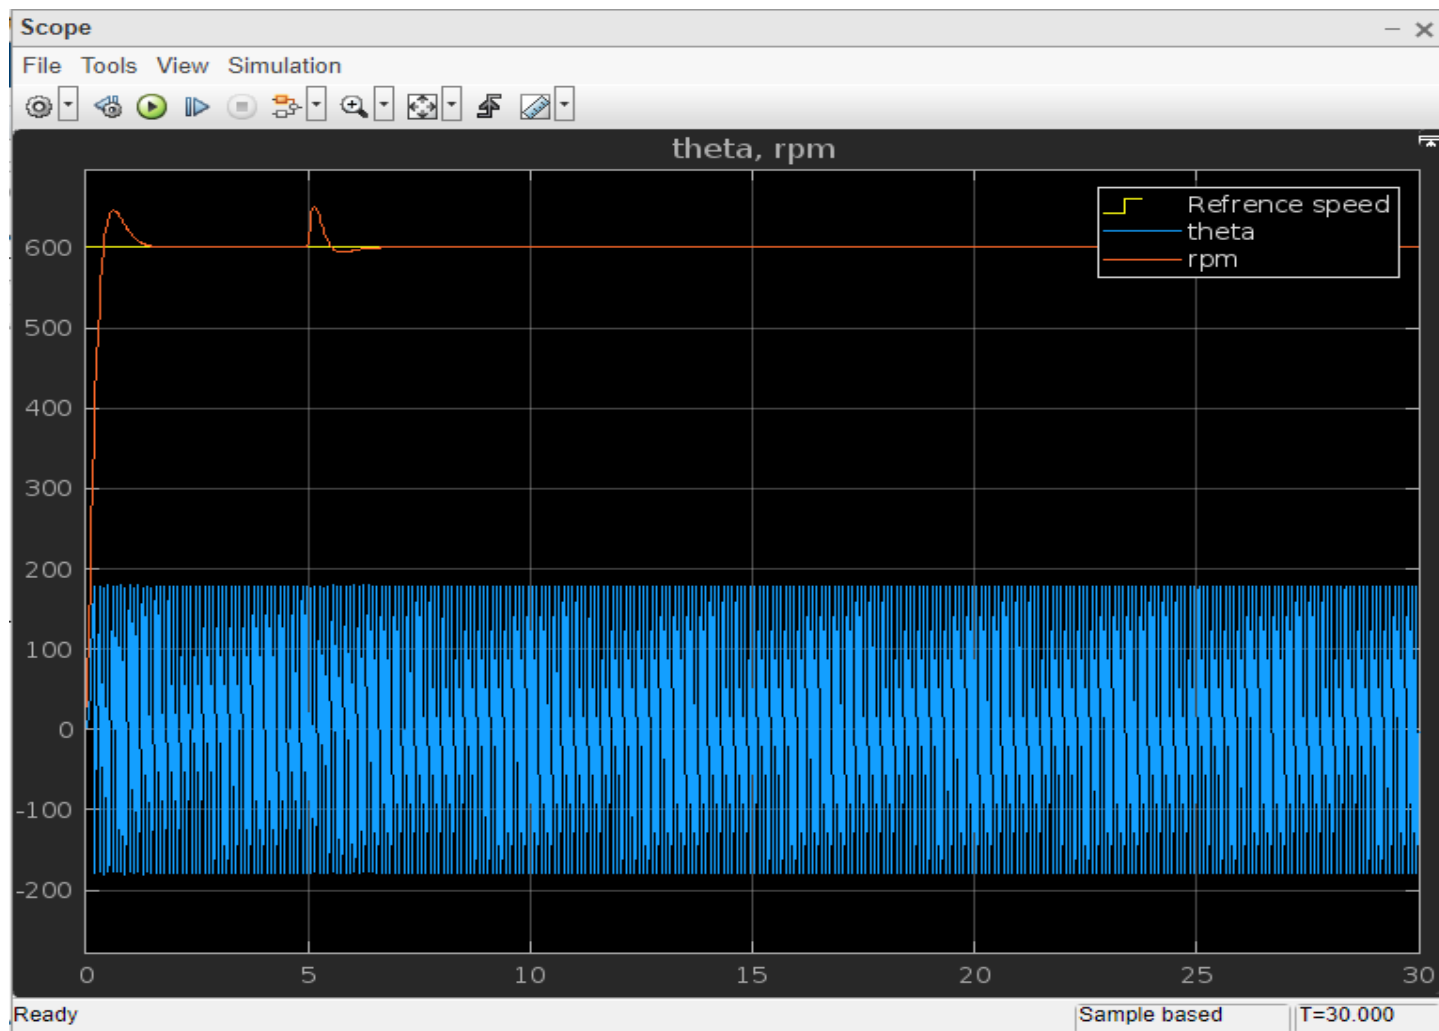 Scope
File Tools View Simulation
theta, rpm
Refrence speed
theta
rpm
600
500
400
300
200
100
0
-100
-200
0 5 10 15 20 25 30
Ready Sample based T=30.000